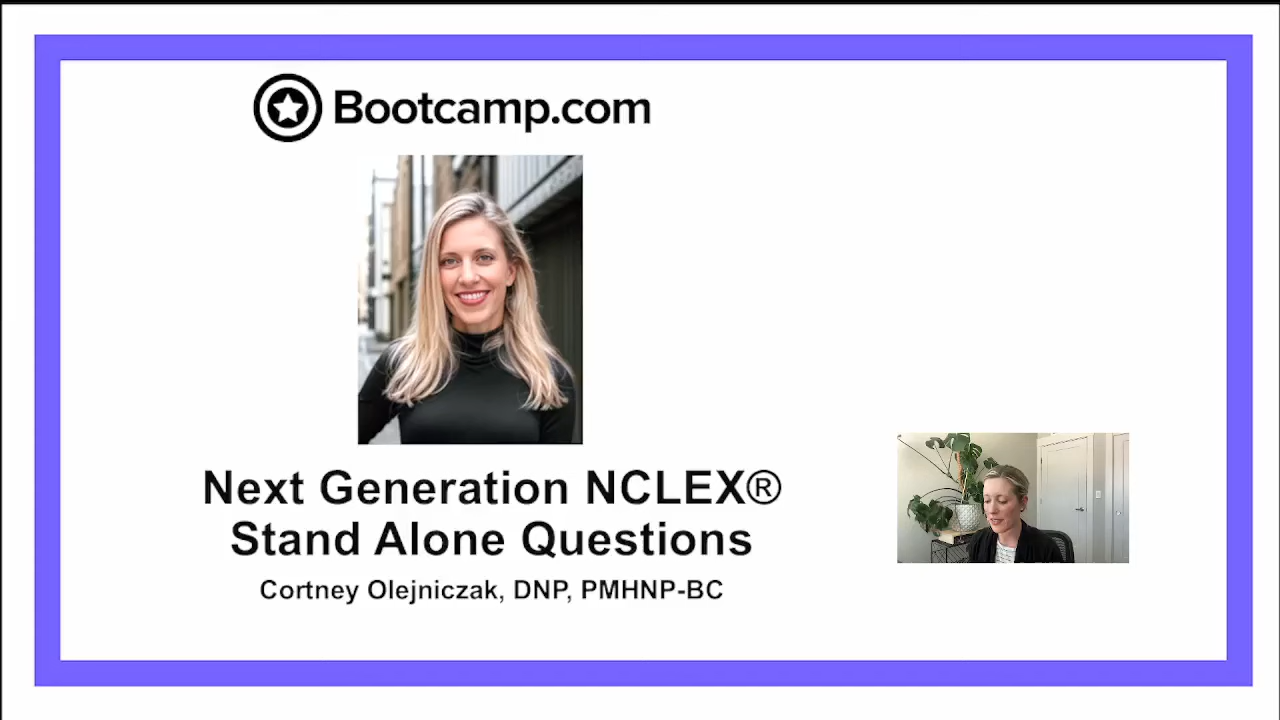 Bootcamp.com
Next Generation NCLEX®
Stand Alone Questions
Cortney Olejniczak, DNP, PMHNP-BC